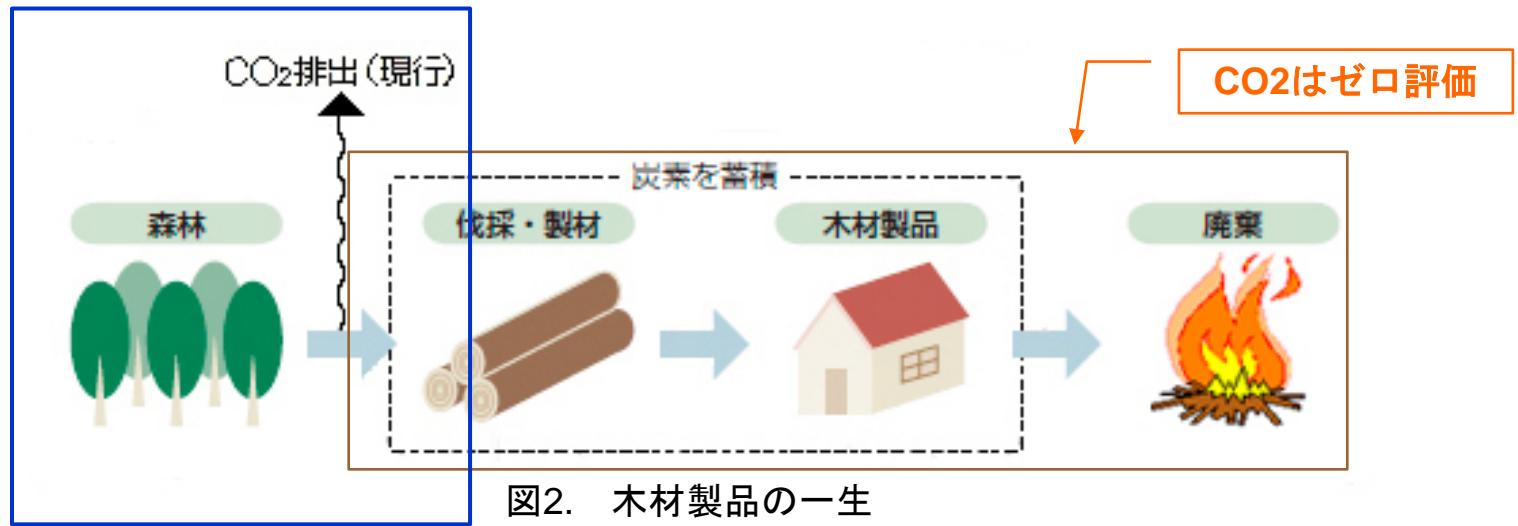 CO₂排出(現行)
CO2はゼロ評価
炭素を蓄積
森林
伐採・製材
木材製品
廃棄
図2. 木材製品の一生